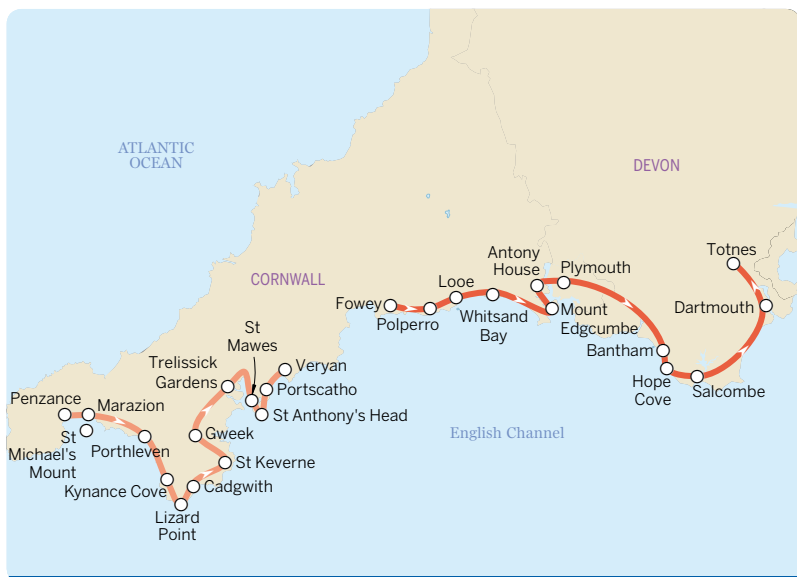 ATLANTIC
OCEAN
DEVON
Totnes
Antony
House
Plymouth
CORNWALL
Looe
Fowey
Polperro
Whitsand
Bay
Mount
Edgcumbe
Dartmouth
St
Mawes
Bantham
Trelissick
Gardens
Veryan
Hope
Cove
Salcombe
Portscatho
Penzance
Marazion
St Anthony's Head
Gweek
English Channel
St
Michael's
Mount
Porthleven
St Keverne
Kynance Cove
Cadgwith
Lizard
Point